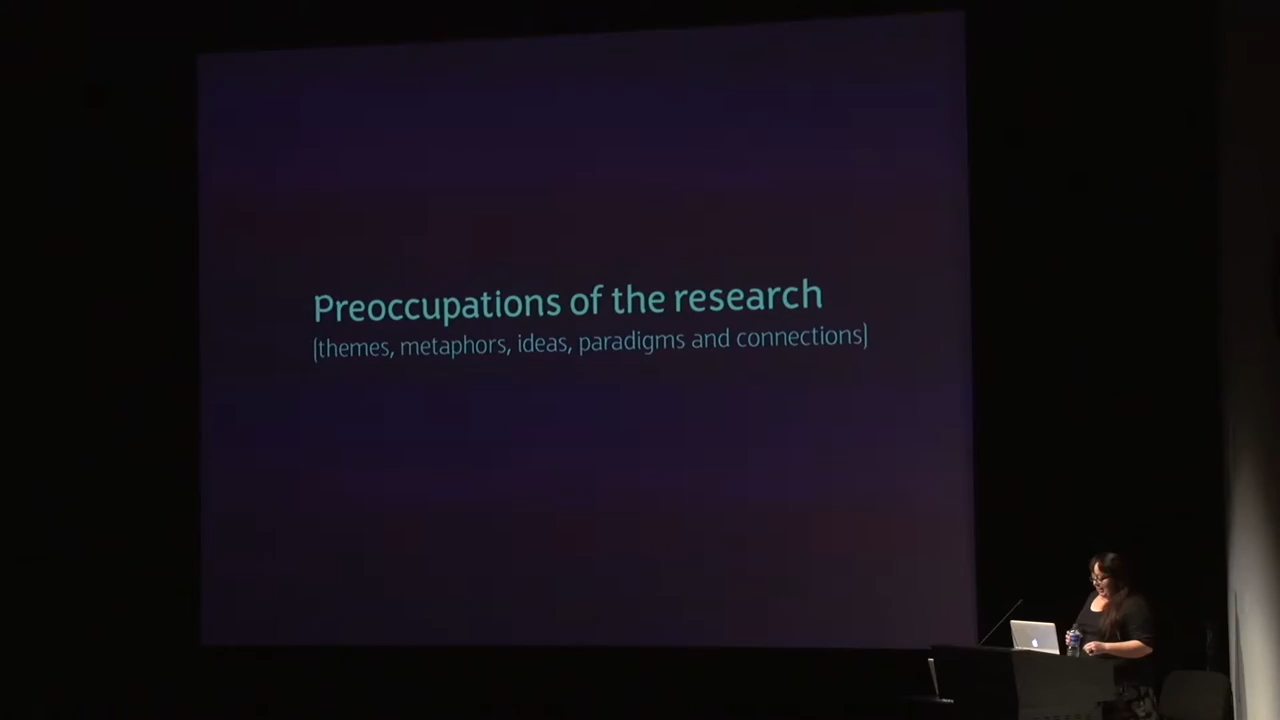 Preoccupations of the research
(themes, metaphors, ideas, paradigms and connections)